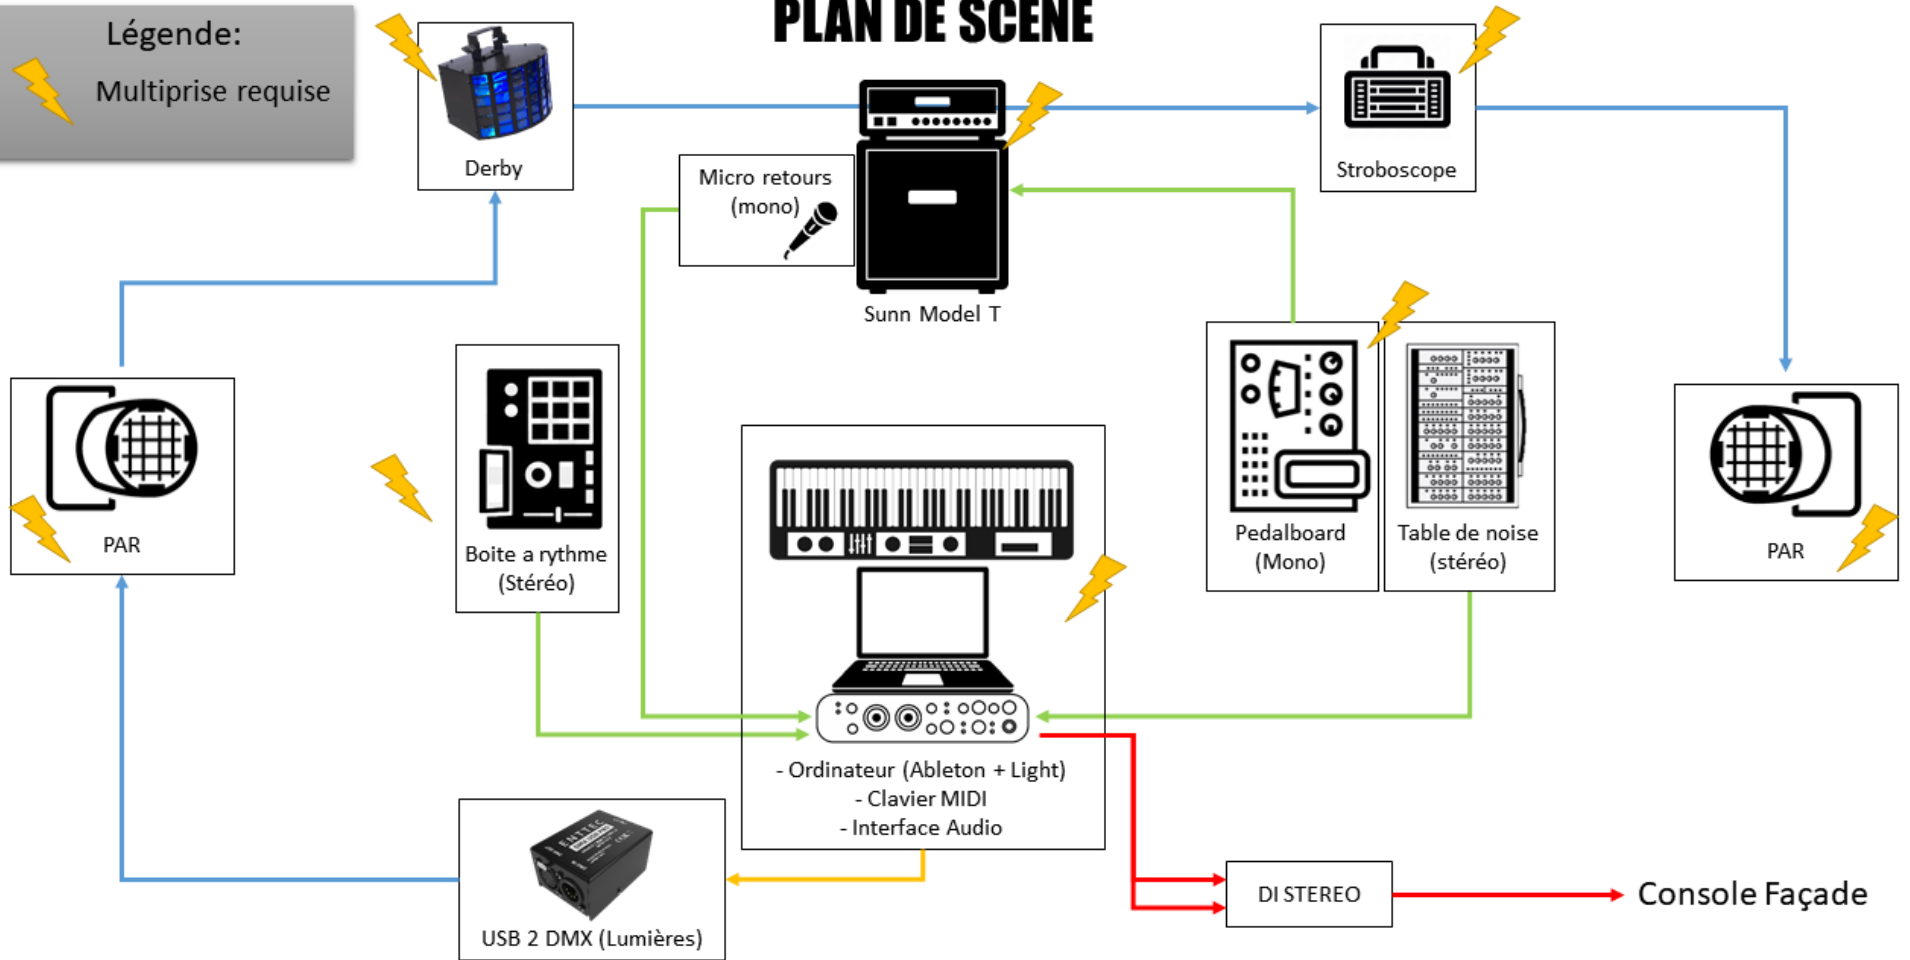 PLAN DE SCENE
Légende:
Multiprise requise
Derby
Stroboscope
Micro retours
(mono)
Sunn Model T
PAR
Boite a rythme
(Stéréo)
Pedalboard
(Mono)
Table de noise
(stéréo)
PAR
- Ordinateur (Ableton + Light)
- Clavier MIDI
- Interface Audio
ENTTEC
USB 2 DMX (Lumières)
DI STEREO
Console Façade